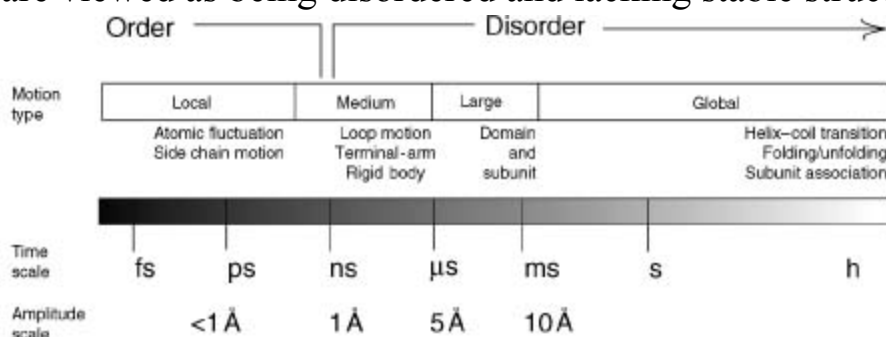 are viewed as being disordered and lacking stable
Order Disorder
Motion type
Local Medium Large Global
Atomic fluctuation
Side chain motion
Loop motion
Terminal-arm
Rigid body
Domain
and
subunit
Helix–coil transition
Folding/unfolding
Subunit association
Time scale
fs ps ns μs ms s h
Amplitude scale
<1 Å 1 Å 5 Å 10 Å